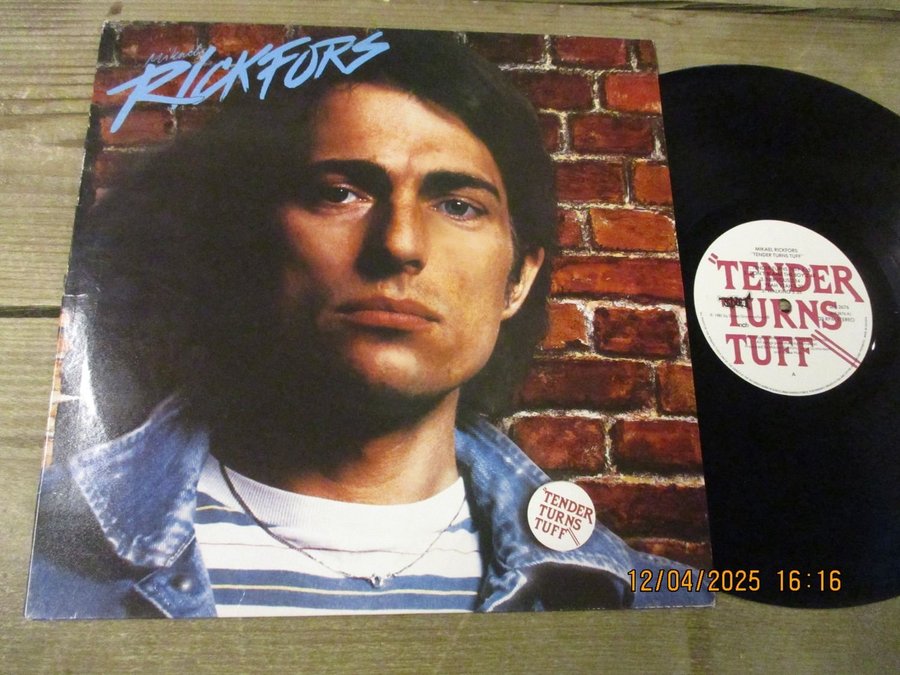 Mikael
RICKFORS
"TENDER
TURNS
TUFF"
MIKAEL RICKFORS
"TENDER TURNS TUFF"
"TENDER
TURNS
TUFF"
A
12/04/2025 16:16